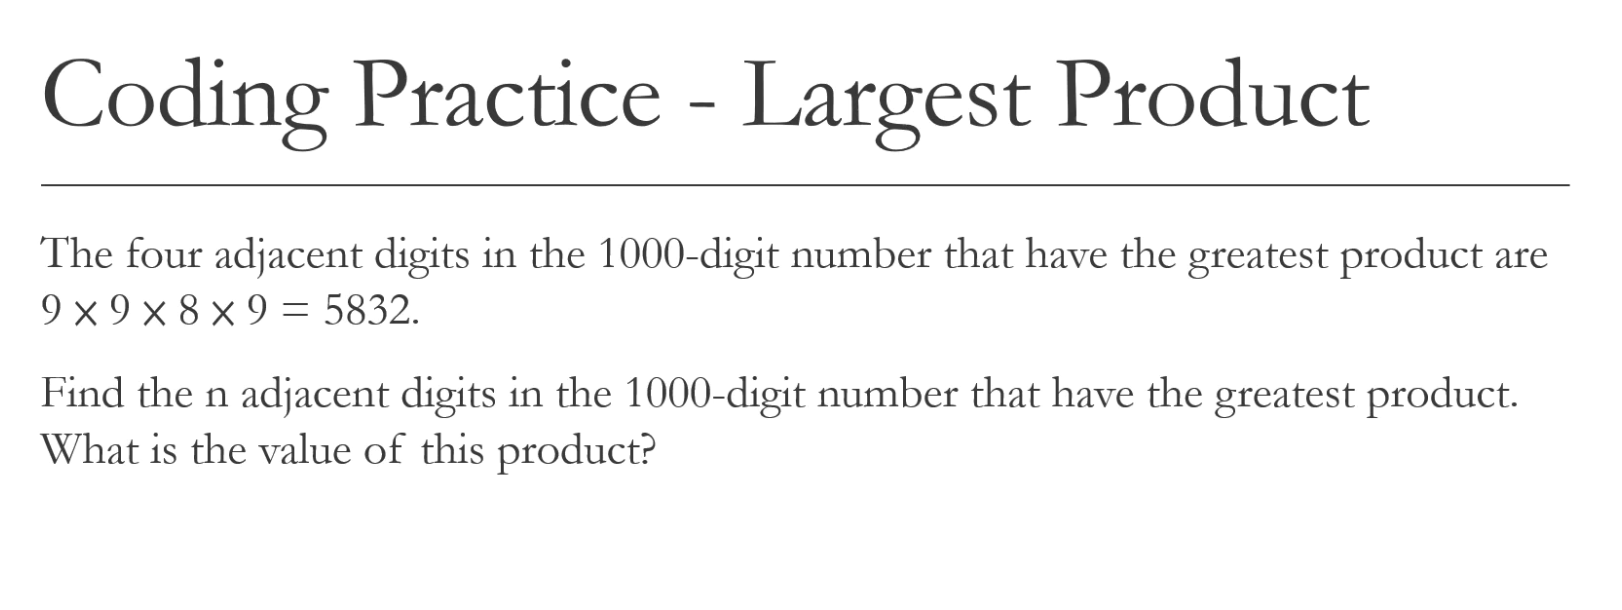 Coding Practice - Largest Product
The four adjacent digits in the 1000-digit number that have the greatest product are
9 × 9 × 8 × 9 = 5832.
Find the n adjacent digits in the 1000-digit number that have the greatest product.
What is the value of this product?